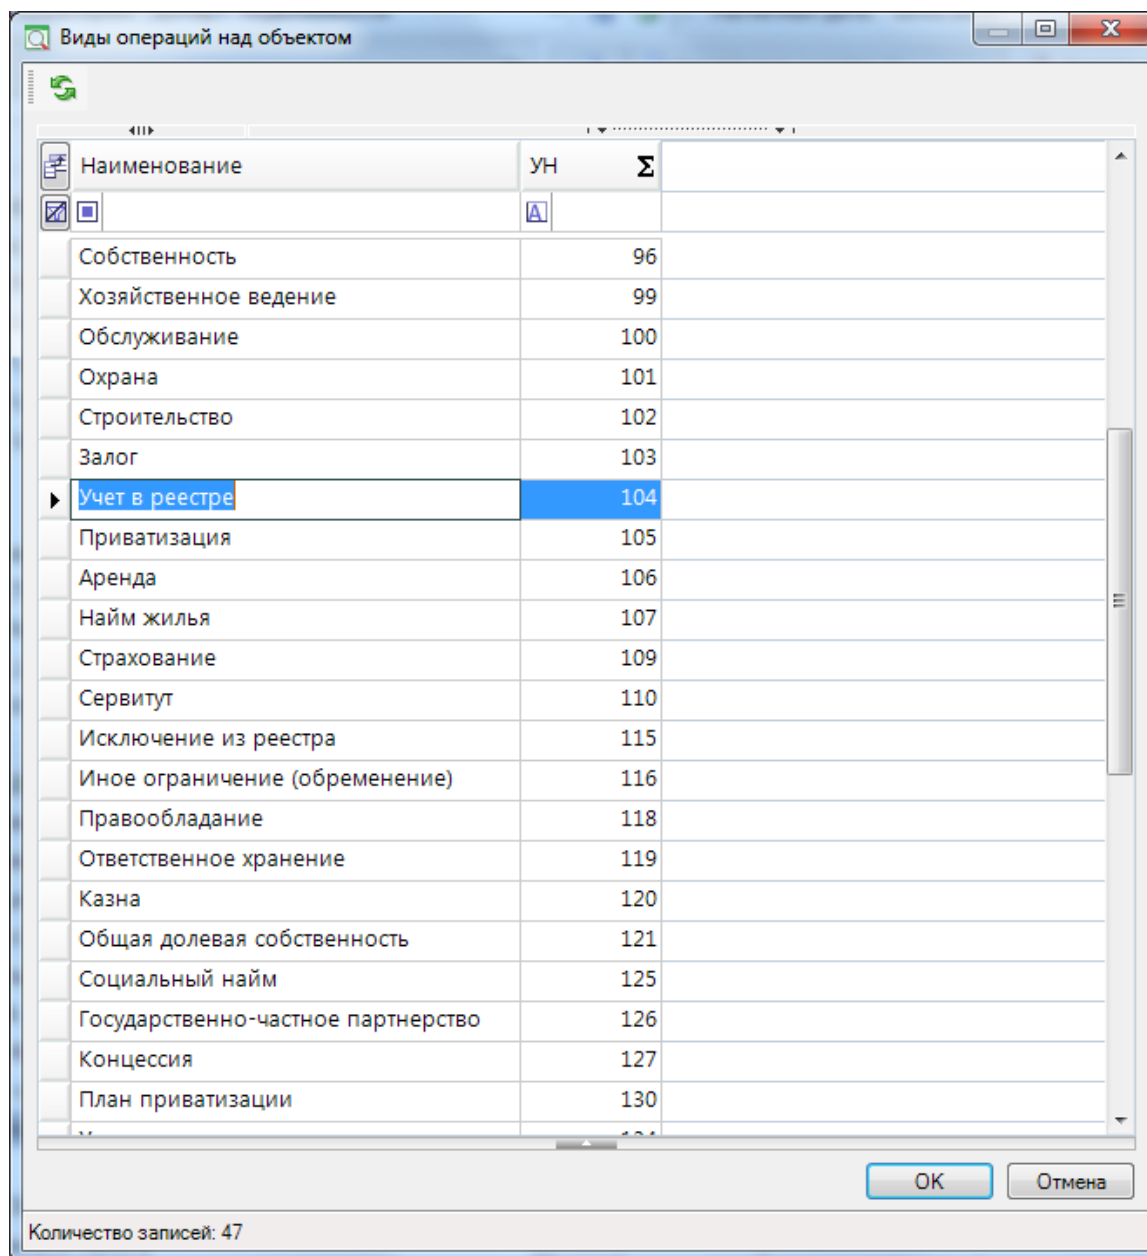 Виды операций над объектом
Наименование УН Σ
Собственность 96
Хозяйственное ведение 99
Обслуживание 100
Охрана 101
Строительство 102
Залог 103
Учет в реестре 104
Приватизация 105
Аренда 106
Найм жилья 107
Страхование 109
Сервитут 110
Исключение из реестра 115
Иное ограничение (обременение) 116
Правообладание 118
Ответственное хранение 119
Казна 120
Общая долевая собственность 121
Социальный найм 125
Государственно-частное партнерство 126
Концессия 127
План приватизации 130
OK Отмена
Количество записей: 47